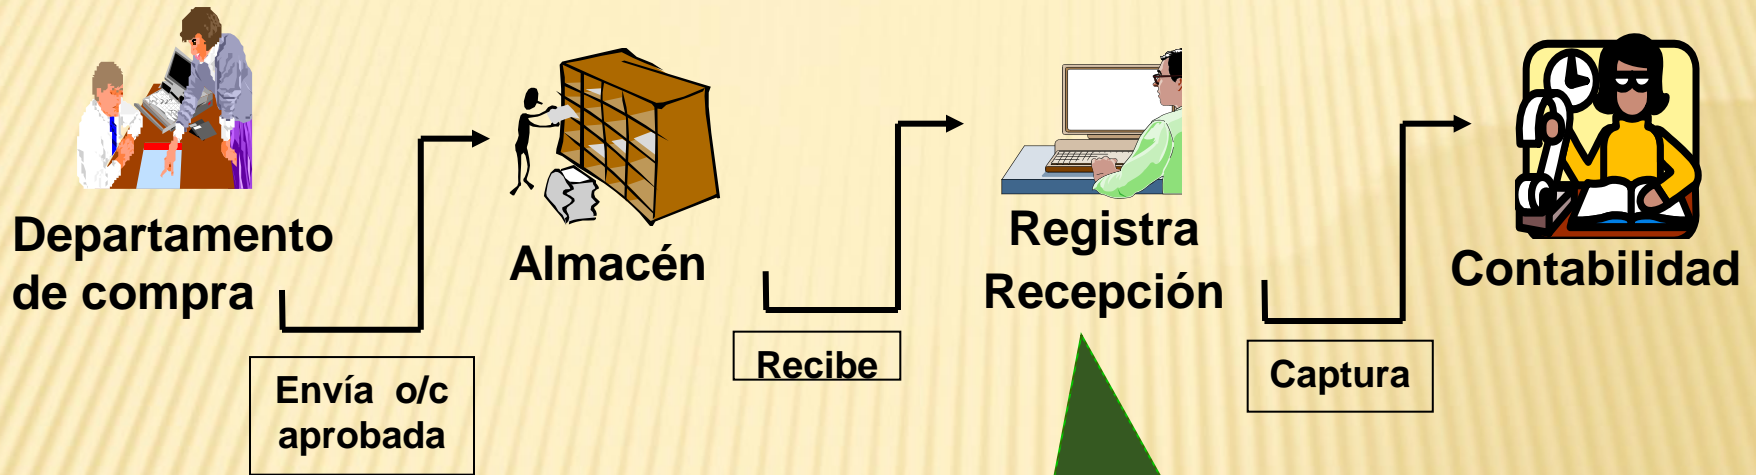 Departamento
de compra
Envía o/c
aprobada
Almacén
Recibe
Registra
Recepción
Captura
Contabilidad